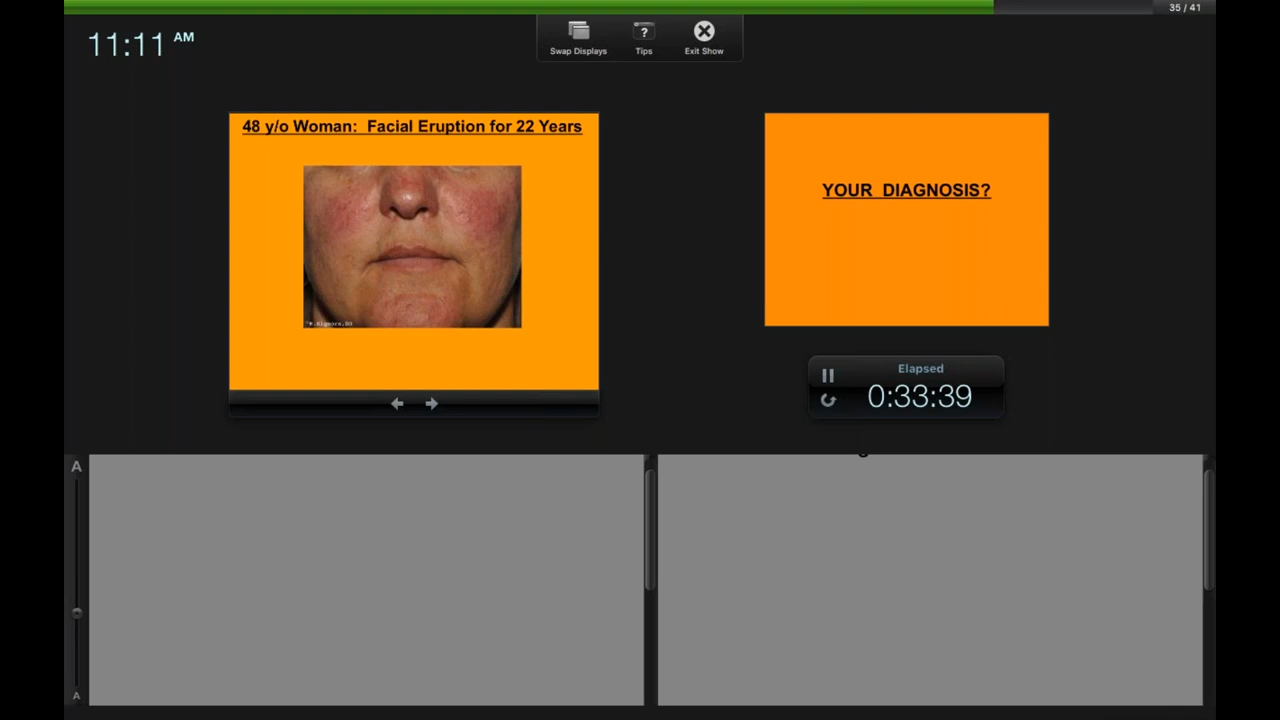 35 / 41
11:11 AM
Swap Displays
Tips
Exit Show
48 y/o Woman: Facial Eruption for 22 Years
YOUR DIAGNOSIS?
Elapsed
0:33:39
A
A